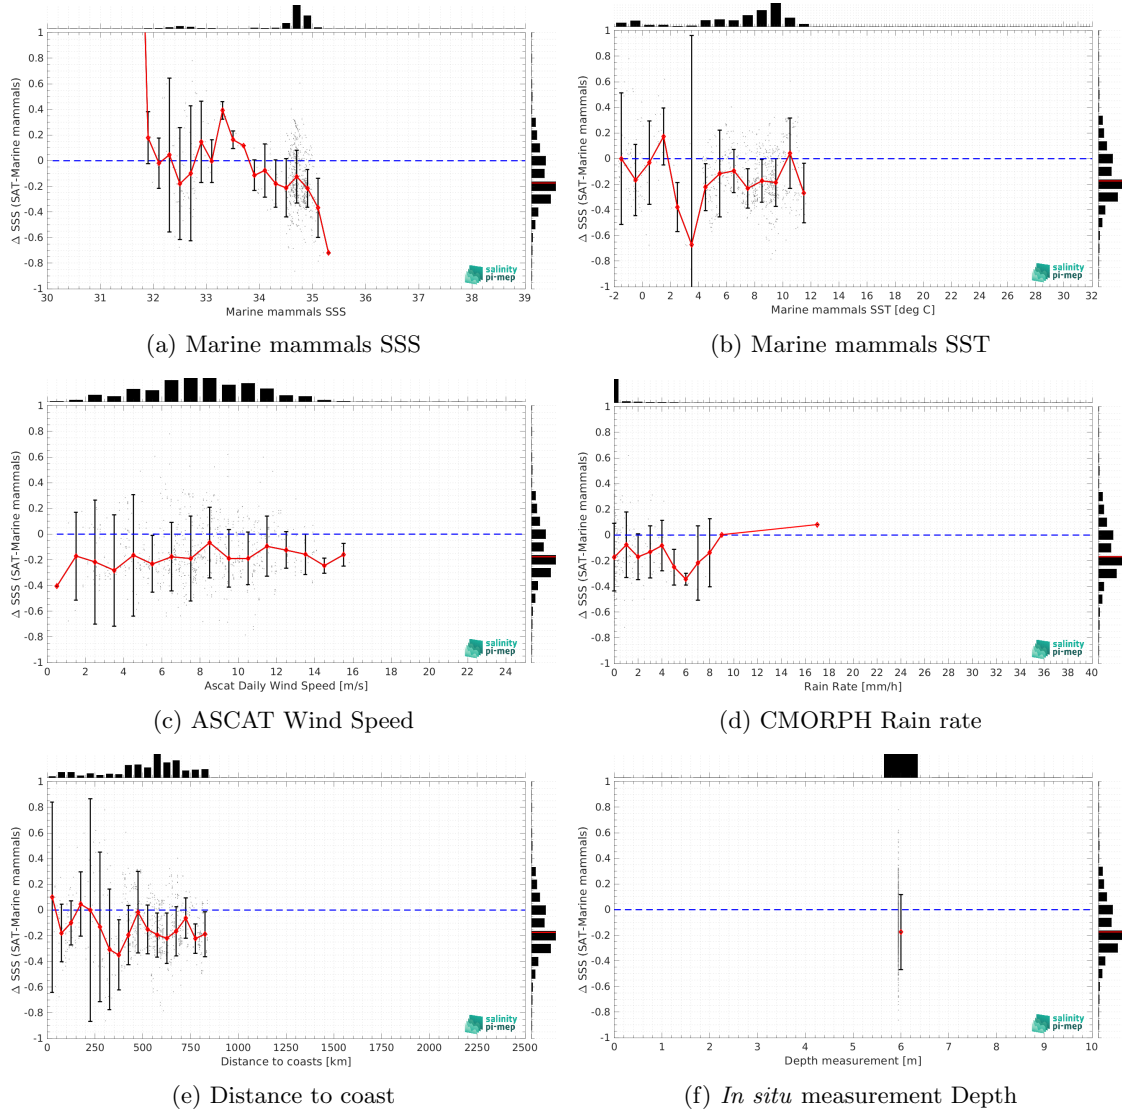 Δ SSS (SAT-Marine mammals)
1
0.8
0.6
0.4
0.2
0
-0.2
-0.4
-0.6
-0.8
-1
30 31 32 33 34 35 36 37 38 39
Marine mammals SSS
salinity
pi-mep
(a) Marine mammals SSS
Δ SSS (SAT-Marine mammals)
1
0.8
0.6
0.4
0.2
0
-0.2
-0.4
-0.6
-0.8
-1
-2 0 2 4 6 8 10 12 14 16 18 20 22 24 26 28 30 32
Marine mammals SST [deg C]
salinity
pi-mep
(b) Marine mammals SST
Δ SSS (SAT-Marine mammals)
1
0.8
0.6
0.4
0.2
0
-0.2
-0.4
-0.6
-0.8
-1
0 2 4 6 8 10 12 14 16 18 20 22 24
Ascat Daily Wind Speed [m/s]
salinity
pi-mep
(c) ASCAT Wind Speed
Δ SSS (SAT-Marine mammals)
1
0.8
0.6
0.4
0.2
0
-0.2
-0.4
-0.6
-0.8
-1
0 2 4 6 8 10 12 14 16 18 20 22 24 26 28 30 32 34 36 38 40
Rain Rate [mm/h]
salinity
pi-mep
(d) CMORPH Rain rate
Δ SSS (SAT-Marine mammals)
1
0.8
0.6
0.4
0.2
0
-0.2
-0.4
-0.6
-0.8
-1
0 250 500 750 1000 1250 1500 1750 2000 2250 2500
Distance to coasts [km]
salinity
pi-mep
(e) Distance to coast
Δ SSS (SAT-Marine mammals)
1
0.8
0.6
0.4
0.2
0
-0.2
-0.4
-0.6
-0.8
-1
0 1 2 3 4 5 6 7 8 9 10
Depth measurement [m]
salinity
pi-mep
(f) In situ measurement Depth